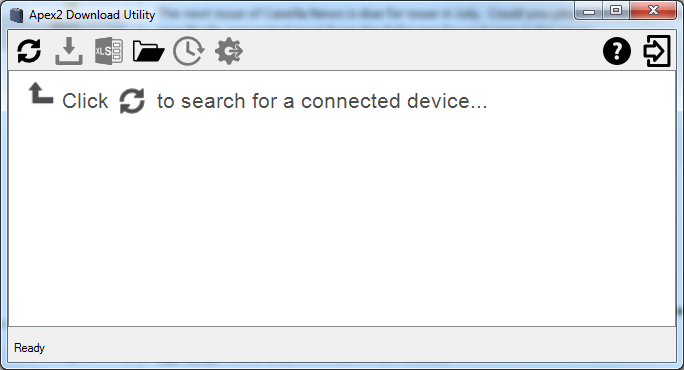 Apex2 Download Utility
XLS
?
Click to search for a connected device...
Ready